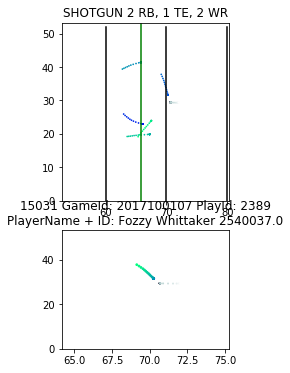 SHOTGUN 2 RB, 1 TE, 2 WR
50
40
30
20
10
0
60 70 80
15031 GameId: 2017100107 PlayId: 2389
PlayerName + ID: Fozzy Whittaker 2540037.0
40
20
0
65.0 67.5 70.0 72.5 75.0